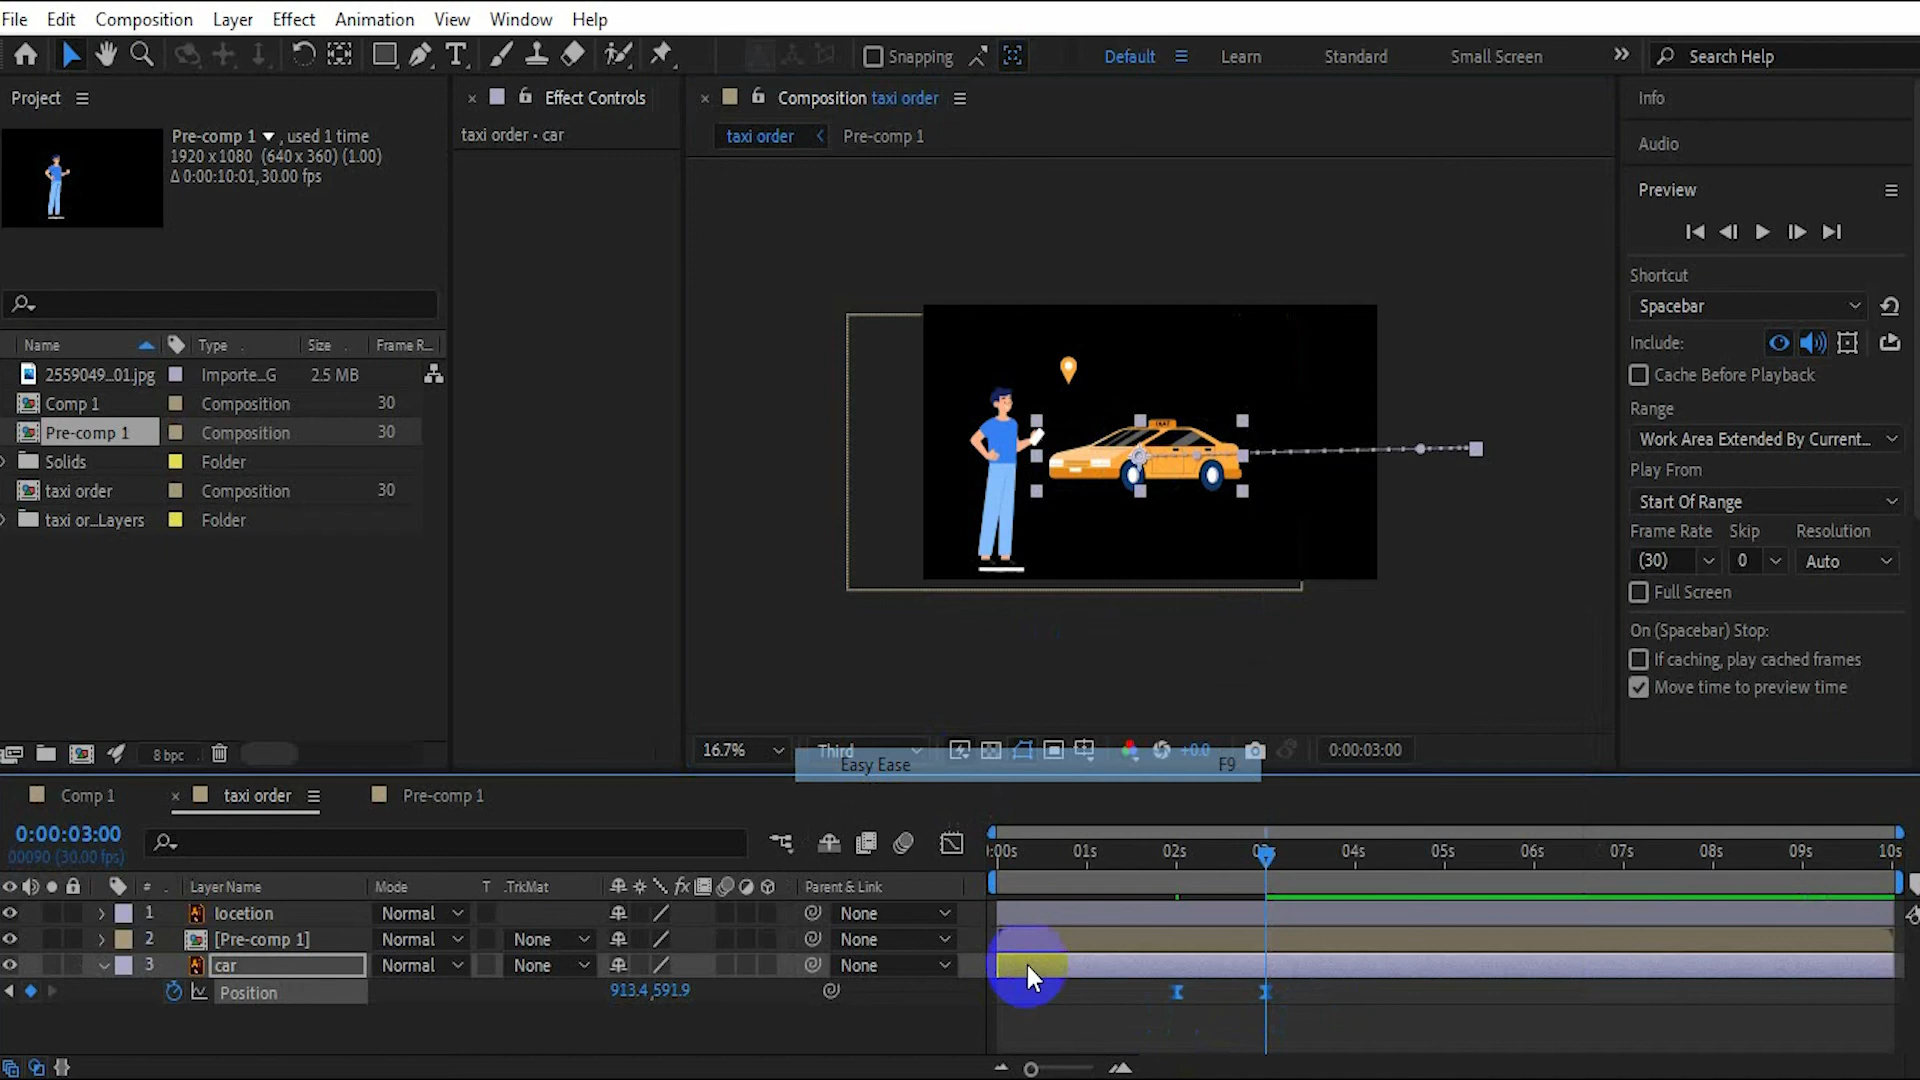 File Edit Composition Layer Effect Animation View Window Help
Snapping Default Learn Standard Small Screen Search Help
Project
Pre-comp 1 , used 1 time
1920 x1080 (640 x 360) (1.00)
Δ 0:00:10:01, 30.00 fps
Name Type Size Frame R...
2559049_01.jpg Importe_G 2.5 MB
Comp 1 Composition 30
Pre-comp 1 Composition 30
Solids Folder
taxi order Composition 30
taxi or...Layers Folder
8 bpc
Effect Controls
taxi order • car
Composition taxi order
taxi order Pre-comp 1
TAXI
16.7% Third +0.0 0:00:03:00
Easy Ease F9
Info
Audio
Preview
Shortcut
Spacebar
Include:
Cache Before Playback
Range
Work Area Extended By Current...
Play From
Start Of Range
Frame Rate Skip Resolution
(30) 0 Auto
Full Screen
On (Spacebar) Stop:
If caching, play cached frames
Move time to preview time
Comp 1 taxi order Pre-comp 1
0:00:03:00
00090 (30.00 fps)
:00s 01s 02s 04s 05s 06s 07s 08s 09s 10s
# Layer Name Mode T .TrkMat fx Parent & Link
1 locetion Normal None
2 [Pre-comp 1] Normal None None
3 car Normal None None
Position 913.4,591.9